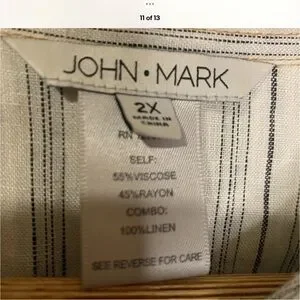 11 of 13
JOHN • MARK
2X
MADE IN
CHINA
RN
SELF:
55%VISCOSE
45%RAYON
COMBO:
100%LINEN
SEE REVERSE FOR CARE